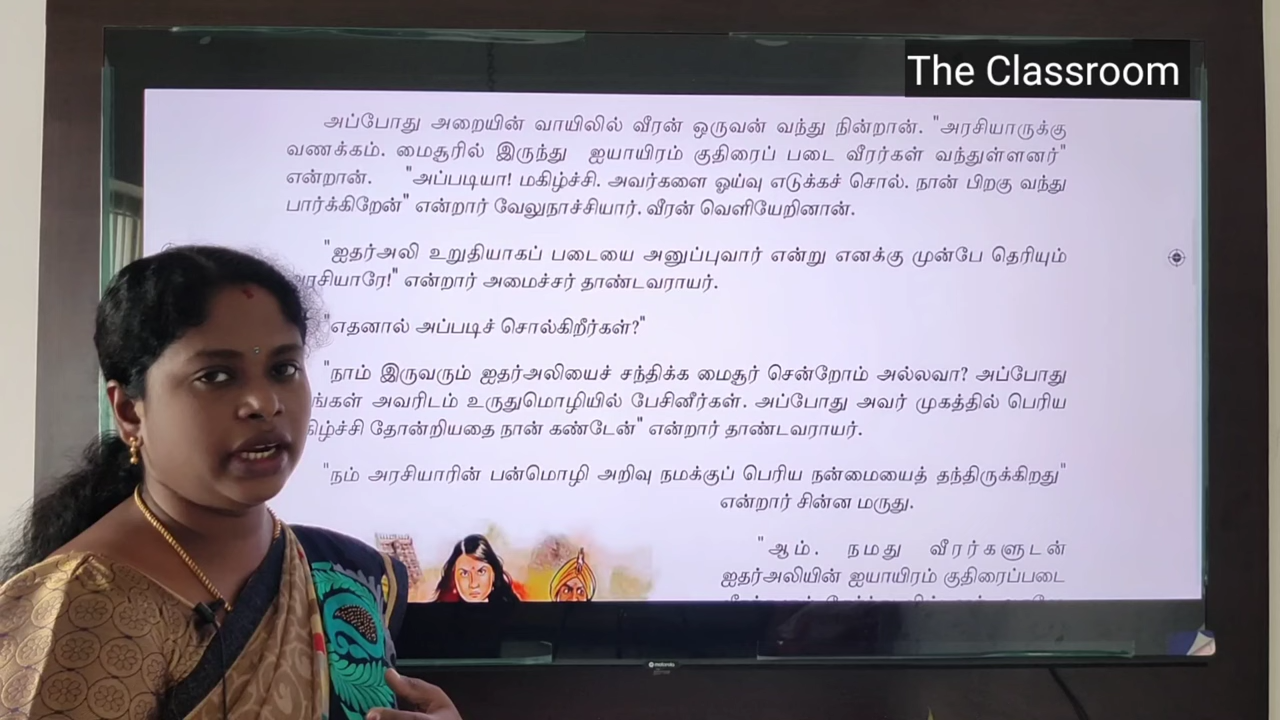 The Classroom
அப்போது அறையின் வாயிலில் வீரன் ஒருவன் வந்து நின்றான். "அரசியாருக்கு
வணக்கம். மைசூரில் இருந்து ஐயாயிரம் குதிரைப் படை வீரர்கள் வந்துள்ளனர்"
என்றான். "அப்படியா! மகிழ்ச்சி. அவர்களை ஓய்வு எடுக்கச் சொல். நான் பிறகு வந்து
பார்க்கிறேன்" என்றார் வேலுநாச்சியார். வீரன் வெளியேறினான்.
"ஐதர்அலி உறுதியாகப் படையை அனுப்புவார் என்று எனக்கு முன்பே தெரியும்
என்றார் அமைச்சர் தாண்டவராயர்.
"எதனால் அப்படிச் சொல்கிறீர்கள்?"
"நாம் இருவரும் ஐதர்அலியைச் சந்திக்க மைசூர் சென்றோம் அல்லவா? அப்போது
அவரிடம் உருதுமொழியில் பேசினீர்கள். அப்போது அவர் முகத்தில் பெரிய
தோன்றியதை நான் கண்டேன்" என்றார் தாண்டவராயர்.
"நம் அரசியாரின் பன்மொழி அறிவு நமக்குப் பெரிய நன்மையைத் தந்திருக்கிறது"
என்றார் சின்ன மருது.
"ஆம். நமது வீரர்களுடன்
ஐதர்அலியின் ஐயாயிரம் குதிரைப்படை
motorola